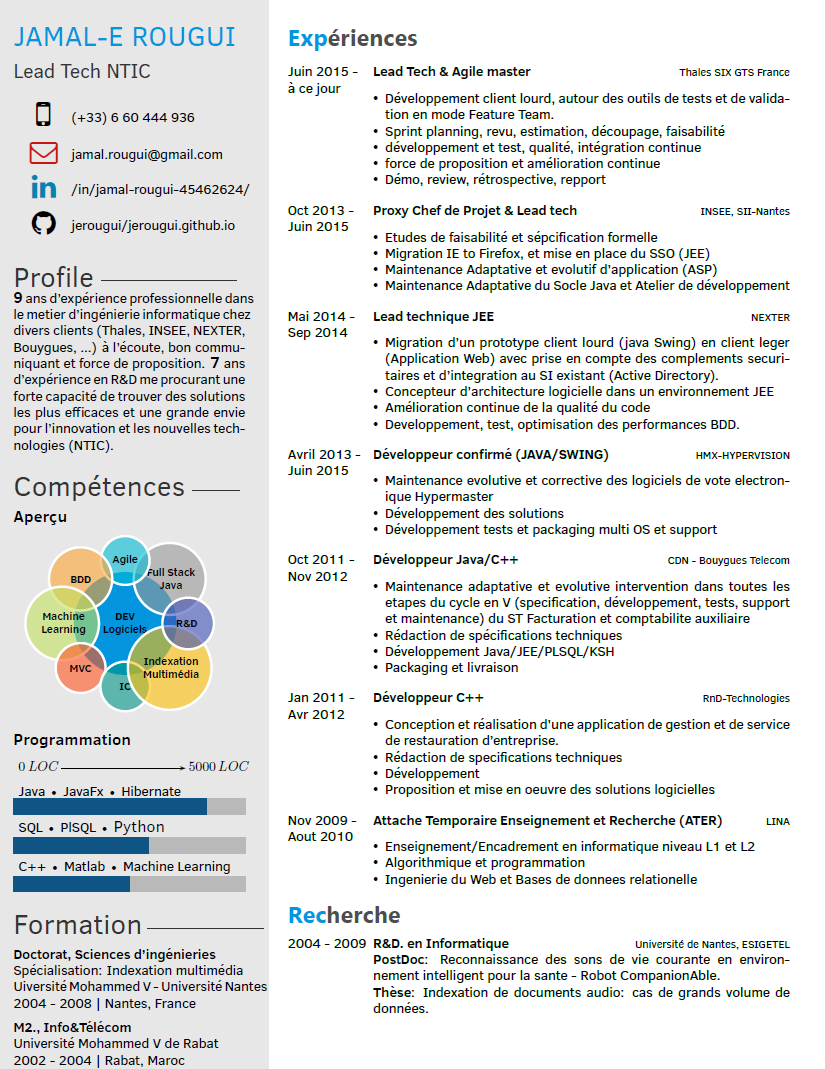 JAMAL-E ROUGUI
Lead Tech NTIC
(+33) 6 60 444 936
jamal.rougui@gmail.com
/in/jamal-rougui-45462624/
jerougui/jerougui.github.io
Profile
9 ans d'expérience professionnelle dans
le metier d'ingénierie informatique chez
divers clients (Thales, INSEE, NEXTER,
Bouygues, ...) à l'écoute, bon commu-
niquant et force de proposition. 7 ans
d'expérience en R&D me procurant une
forte capacité de trouver des solutions
les plus efficaces et une grande envie
pour l'innovation et les nouvelles tech-
nologies (NTIC).
Compétences
Aperçu
Agile
Full Stack
Java
BDD
Machine
Learning
DEV
Logiciels
R&D
MVC
Indexation
Multimédia
IC
Programmation
0 LOC 5000 LOC
Java • JavaFx • Hibernate
SQL • PlSQL • Python
C++ • Matlab • Machine Learning
Formation
Doctorat, Sciences d'ingénieries
Spécialisation: Indexation multimédia
Uiversité Mohammed V - Université Nantes
2004 - 2008 | Nantes, France
M2., Info&Télécom
Université Mohammed V de Rabat
2002 - 2004 | Rabat, Maroc
Expériences
Juin 2015 - Lead Tech & Agile master Thales SIX GTS France
à ce jour
• Développement client lourd, autour des outils de tests et de valida-
tion en mode Feature Team.
• Sprint planning, revu, estimation, découpage, faisabilité
• développement et test, qualité, intégration continue
• force de proposition et amélioration continue
• Démo, review, rétrospective, repport
Oct 2013 - Proxy Chef de Projet & Lead tech INSEE, SII-Nantes
Juin 2015
• Etudes de faisabilité et sépcification formelle
• Migration IE to Firefox, et mise en place du SSO (JEE)
• Maintenance Adaptative et evolutif d'application (ASP)
• Maintenance Adaptative du Socle Java et Atelier de développement
Mai 2014 - Lead technique JEE NEXTER
Sep 2014
• Migration d'un prototype client lourd (java Swing) en client leger
(Application Web) avec prise en compte des complements securi-
taires et d'integration au SI existant (Active Directory).
• Concepteur d'architecture logicielle dans un environnement JEE
• Amélioration continue de la qualité du code
• Developpement, test, optimisation des performances BDD.
Avril 2013 - Développeur confirmé (JAVA/SWING) HMX-HYPERVISION
Juin 2015
• Maintenance evolutive et corrective des logiciels de vote electron-
ique Hypermaster
• Développement des solutions
• Développement tests et packaging multi OS et support
Oct 2011 - Développeur Java/C++ CDN - Bouygues Telecom
Nov 2012
• Maintenance adaptative et evolutive intervention dans toutes les
etapes du cycle en V (specification, développement, tests, support
et maintenance) du ST Facturation et comptabilite auxiliaire
• Rédaction de spécifications techniques
• Développement Java/JEE/PLSQL/KSH
• Packaging et livraison
Jan 2011 - Développeur C++ RnD-Technologies
Avr 2012
• Conception et réalisation d'une application de gestion et de service
de restauration d'entreprise.
• Rédaction de specifications techniques
• Développement
• Proposition et mise en oeuvre des solutions logicielles
Nov 2009 - Attache Temporaire Enseignement et Recherche (ATER) LINA
Aout 2010
• Enseignement/Encadrement en informatique niveau L1 et L2
• Algorithmique et programmation
• Ingenierie du Web et Bases de donnees relationelle
Recherche
2004 - 2009 R&D. en Informatique Université de Nantes, ESIGETEL
PostDoc: Reconnaissance des sons de vie courante en environ-
nement intelligent pour la sante - Robot CompanionAble.
Thèse: Indexation de documents audio: cas de grands volume de
données.